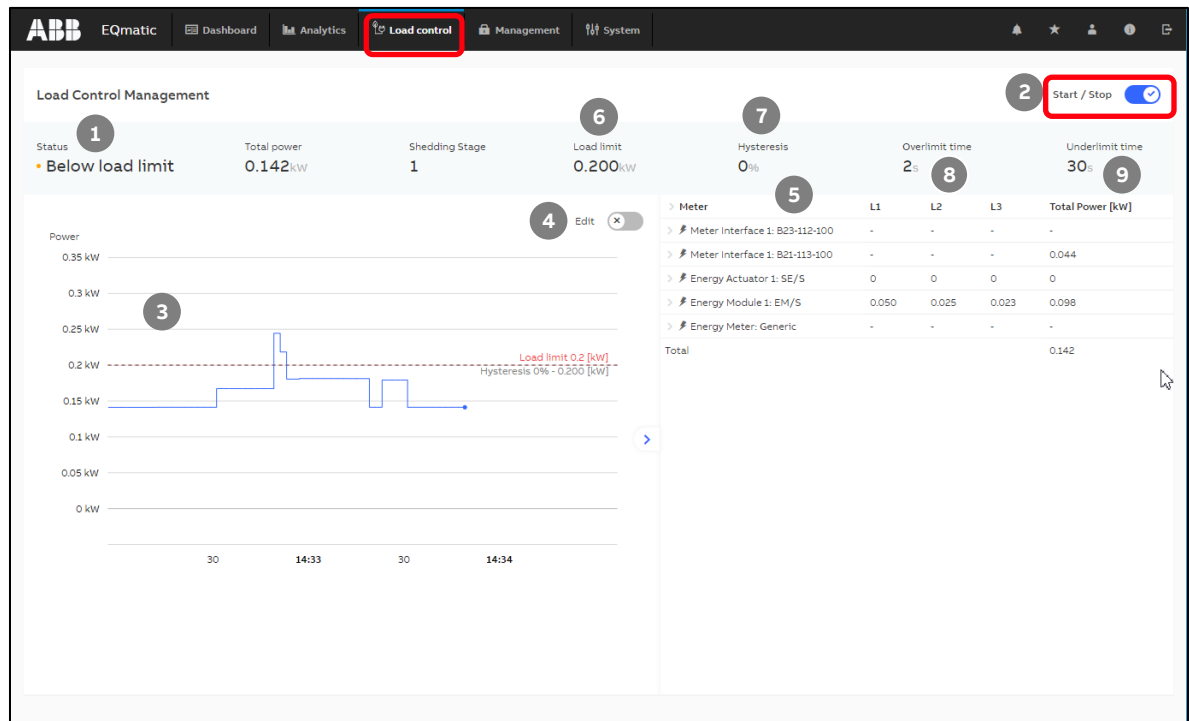 ABB EQmatic Dashboard Analytics Load control Management System
Load Control Management 2 Start / Stop
1 6 7
Status Total power Shedding Stage Load limit Hysteresis Overlimit time Underlimit time
Below load limit 0.142kW 1 0.200kW 0% 2s 30s
8 9
4 Edit
5
Power
0.35 kW
0.3 kW
3
0.25 kW
0.2 kW
Load limit 0.2 [kW]
Hysteresis 0% - 0.200 [kW]
0.15 kW
0.1 kW
0.05 kW
0 kW
30 14:33 30 14:34
Meter L1 L2 L3 Total Power [kW]
Meter Interface 1: B23-112-100 - - - -
Meter Interface 1: B21-113-100 - - - 0.044
Energy Actuator 1: SE/S 0 0 0 0
Energy Module 1: EM/S 0.050 0.025 0.023 0.098
Energy Meter: Generic - - - -
Total 0.142